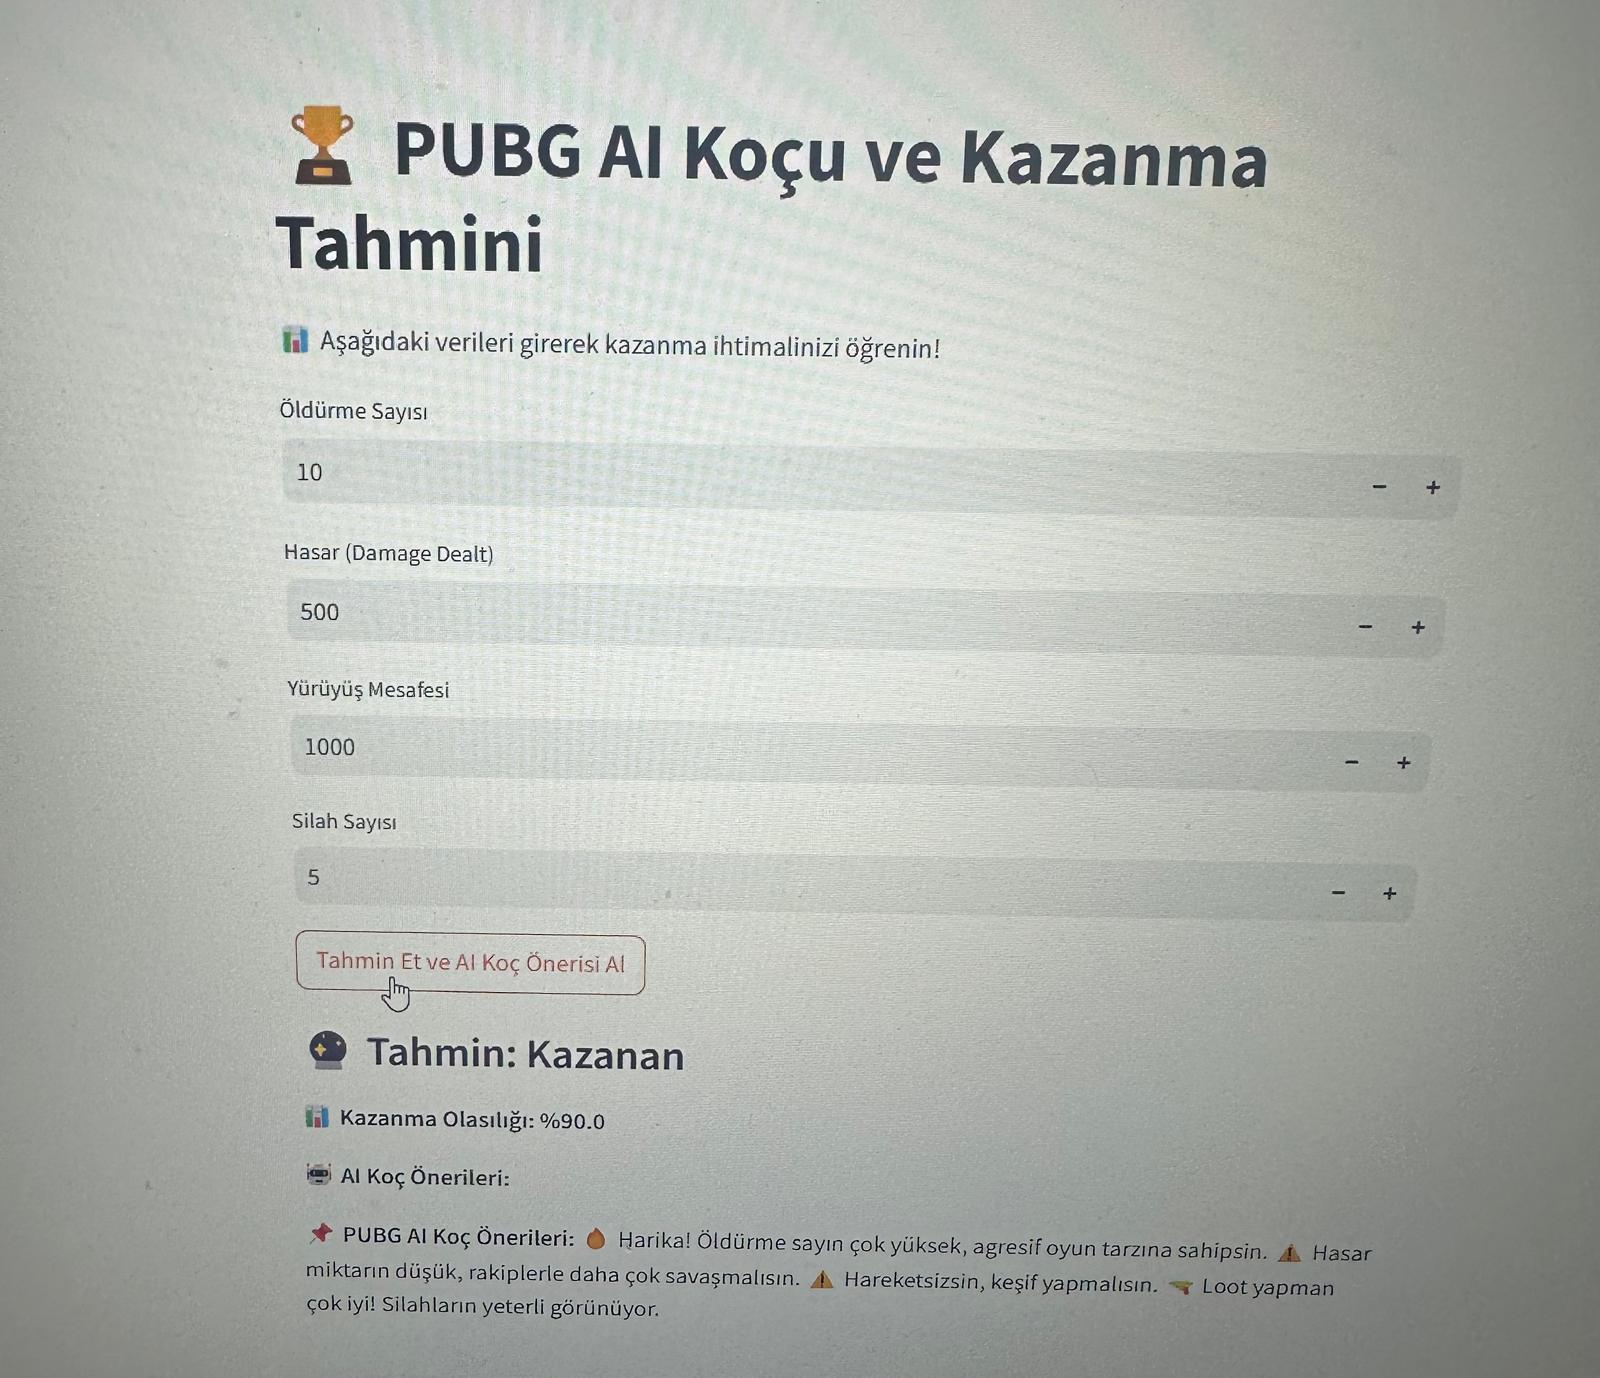 🏆 PUBG AI Koçu ve Kazanma
Tahmini
📊 Aşağıdaki verileri girerek kazanma ihtimalinizi öğrenin!
Öldürme Sayısı
10 − +
Hasar (Damage Dealt)
500 − +
Yürüyüş Mesafesi
1000 − +
Silah Sayısı
5 − +
Tahmin Et ve AI Koç Önerisi Al
🔮 Tahmin: Kazanan
📊 Kazanma Olasılığı: %90.0
🤖 AI Koç Önerileri:
📌 PUBG AI Koç Önerileri: 🔥 Harika! Öldürme sayın çok yüksek, agresif oyun tarzına sahipsin. ⚠️ Hasar
miktarın düşük, rakiplerle daha çok savaşmalısın. ⚠️ Hareketsizsin, keşif yapmalısın. 🔫 Loot yapman
çok iyi! Silahların yeterli görünüyor.